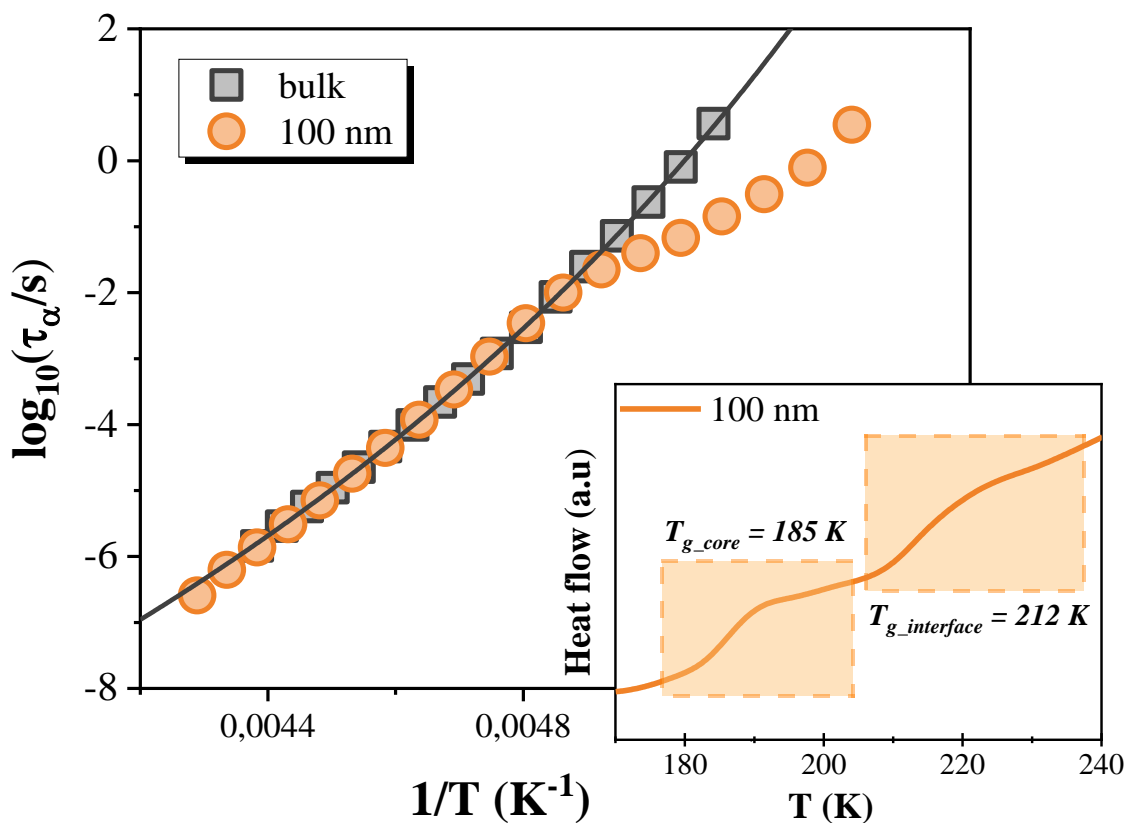 2
0
-2
-4
-6
-8
log10(τα/s)
bulk
100 nm
0,0044
0,0048
1/T (K-1)
100 nm
Heat flow (a.u)
Tg_core = 185 K
Tg_interface = 212 K
180
200
220
240
T (K)